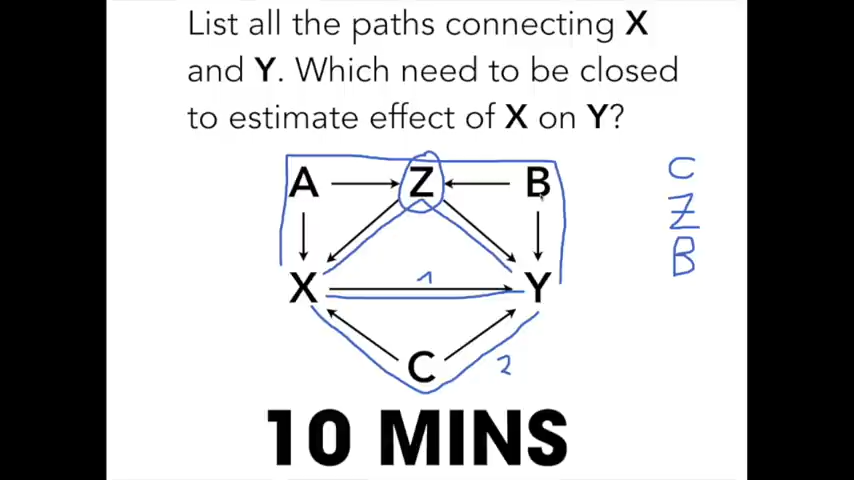 List all the paths connecting X
and Y. Which need to be closed
to estimate effect of X on Y?
A Z B
C
Z
B
X 1 Y
C 2
10 MINS